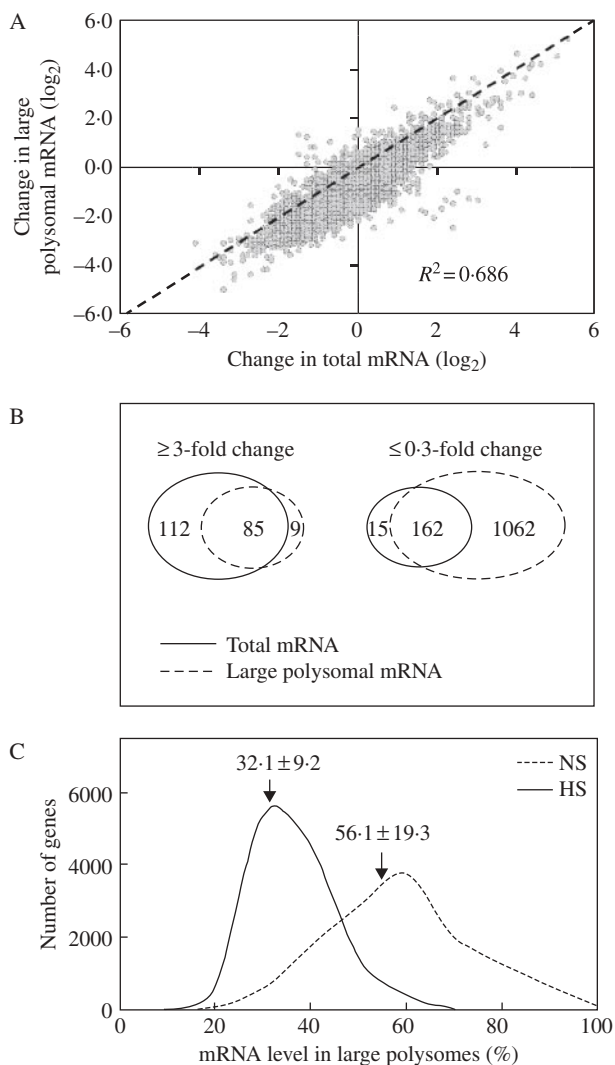 A
6·0
4·0
2·0
0·0
−2·0
−4·0
−6·0
Change in large
polysomal mRNA (log2)
R² = 0·686
−6
−4
−2
0
2
4
6
Change in total mRNA (log2)
B
≥ 3-fold change
≤ 0·3-fold change
112
85
9
15
162
1062
Total mRNA
Large polysomal mRNA
C
32·1 ± 9·2
56·1 ± 19·3
NS
HS
6000
4000
2000
0
Number of genes
0
20
40
60
80
100
mRNA level in large polysomes (%)